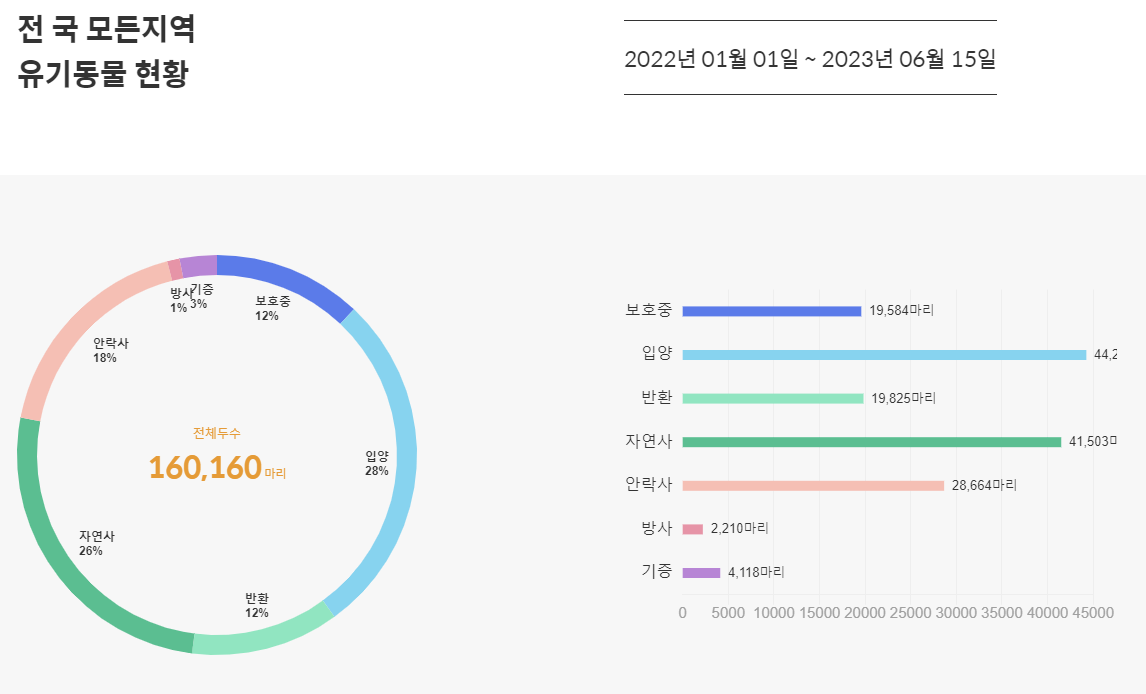 전 국 모든지역
유기동물 현황
2022년 01월 01일 ~ 2023년 06월 15일
방사
1%
기증
3%
보호중
12%
안락사
18%
전체두수
160,160 마리
입양
28%
자연사
26%
반환
12%
보호중 19,584마리
입양 44,2
반환 19,825마리
자연사 41,503
안락사 28,664마리
방사 2,210마리
기증 4,118마리
0 5000 10000 15000 20000 25000 30000 35000 40000 45000